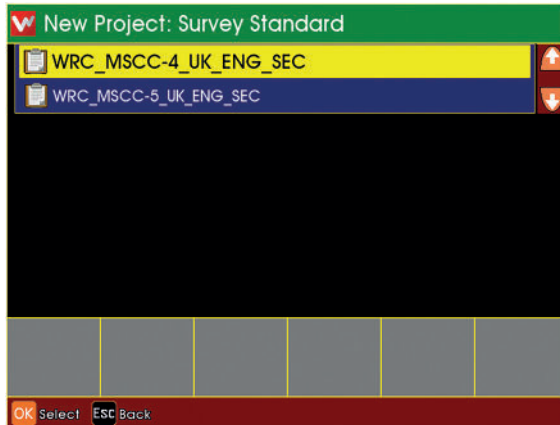 New Project: Survey Standard
WRC_MSCC-4_UK_ENG_SEC
WRC_MSCC-5_UK_ENG_SEC
OK Select Esc Back